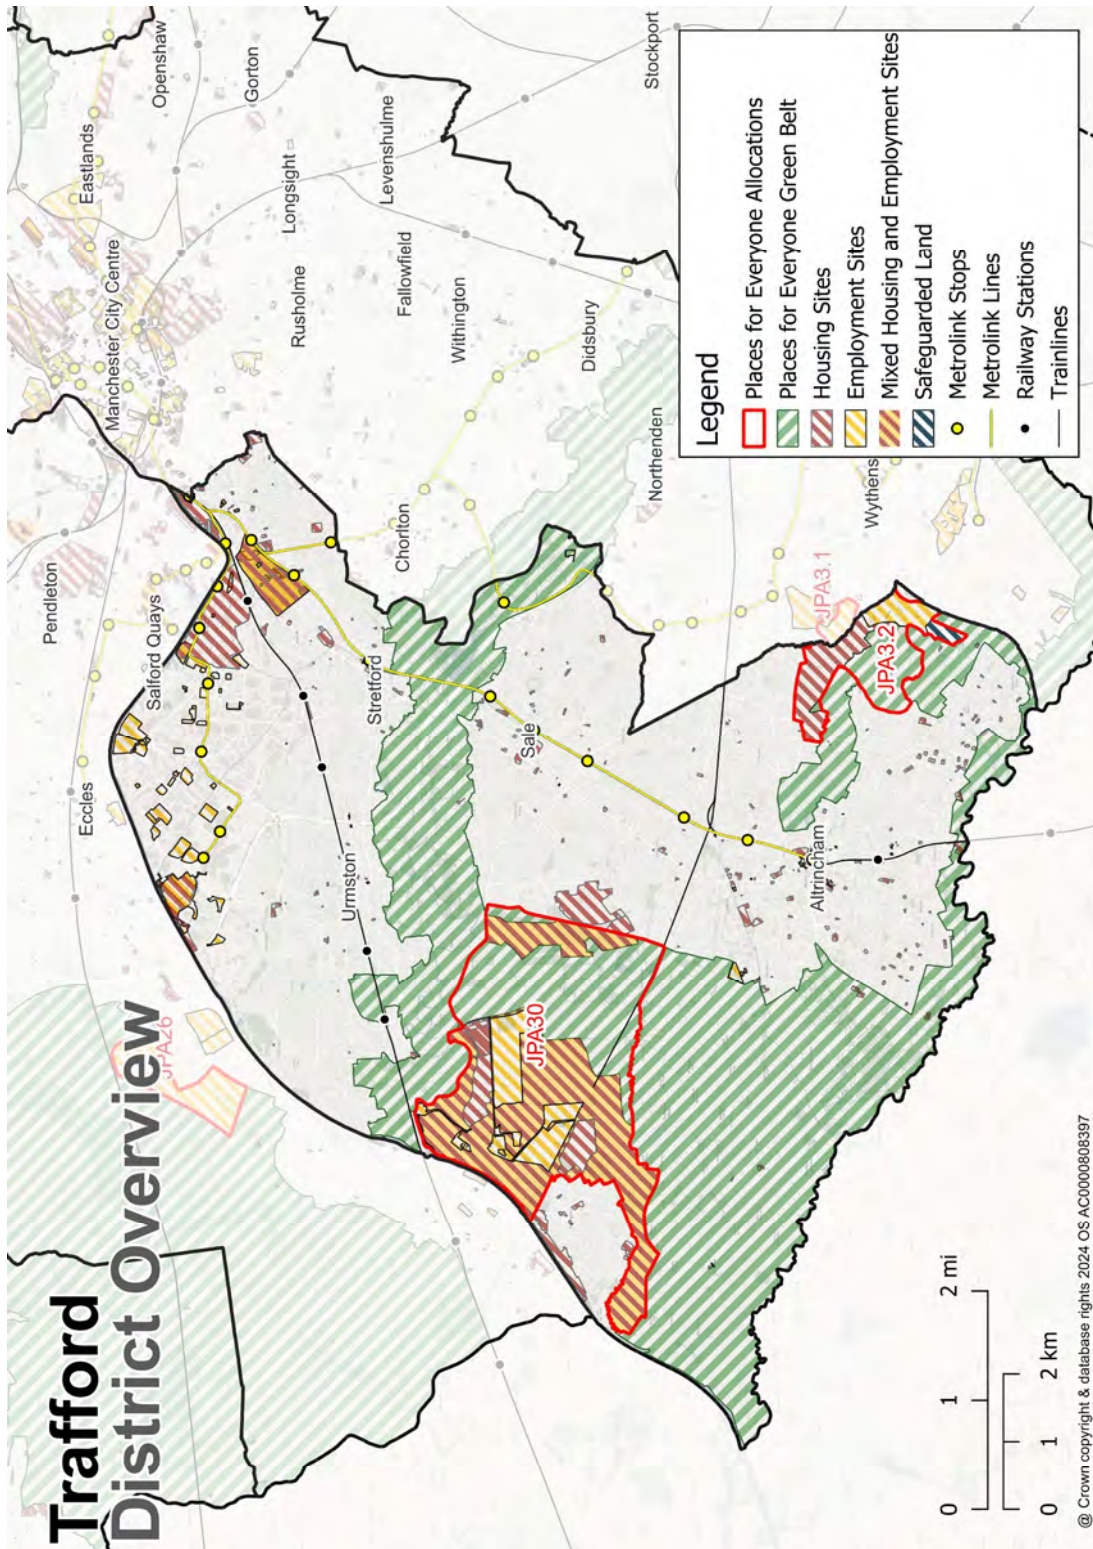 Trafford
District Overview
Pendleton
Eccles
Salford Quays
Manchester City Centre
Eastlands
Openshaw
Gorton
Longsight
Rusholme
Levenshulme
Fallowfield
Withington
Didsbury
Stockport
Chorlton
Northenden
Wythens
Urmston
Stretford
Sale
Altrincham
JPA26
JPA30
JPA3.1
JPA3.2
Legend
Places for Everyone Allocations
Places for Everyone Green Belt
Housing Sites
Employment Sites
Mixed Housing and Employment Sites
Safeguarded Land
Metrolink Stops
Metrolink Lines
Railway Stations
Trainlines
0 1 2 mi
0 1 2 km
@ Crown copyright & database rights 2024 OS AC0000808397